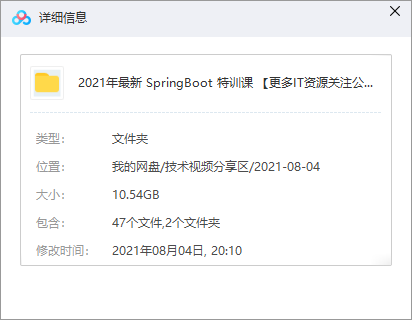 详细信息
2021年最新 SpringBoot 特训课 【更多IT资源关注公...
类型： 文件夹
位置： 我的网盘/技术视频分享区/2021-08-04
大小： 10.54GB
包含： 47个文件,2个文件夹
修改时间： 2021年08月04日, 20:10